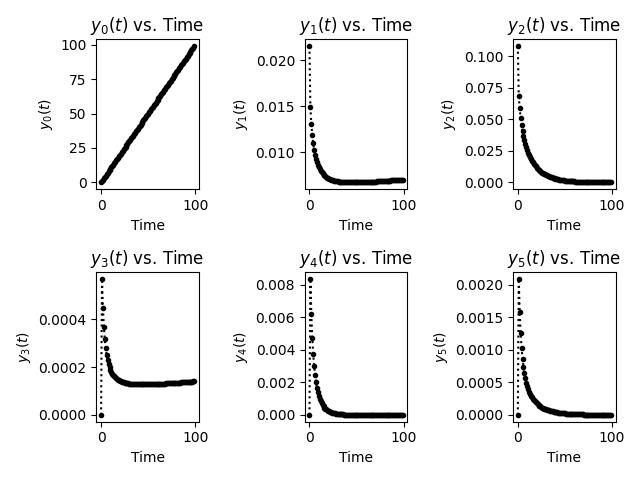 y₀(t) vs. Time
y₁(t) vs. Time
y₂(t) vs. Time
100
75
50
25
0
y₀(t)
0 100
Time
0.020
0.015
0.010
y₁(t)
0 100
Time
0.100
0.075
0.050
0.025
0.000
y₂(t)
0 100
Time
y₃(t) vs. Time
y₄(t) vs. Time
y₅(t) vs. Time
0.0004
0.0002
0.0000
y₃(t)
0 100
Time
0.008
0.006
0.004
0.002
0.000
y₄(t)
0 100
Time
0.0020
0.0015
0.0010
0.0005
0.0000
y₅(t)
0 100
Time